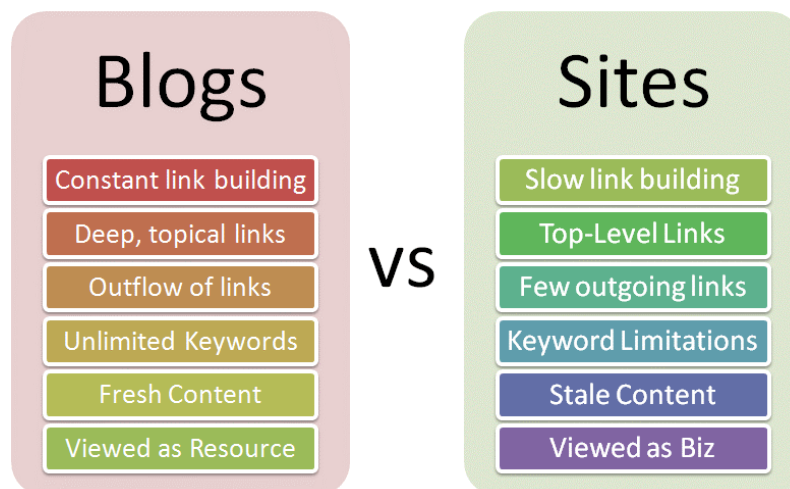 Blogs
Constant link building
Deep, topical links
Outflow of links
Unlimited Keywords
Fresh Content
Viewed as Resource
vs
Sites
Slow link building
Top-Level Links
Few outgoing links
Keyword Limitations
Stale Content
Viewed as Biz